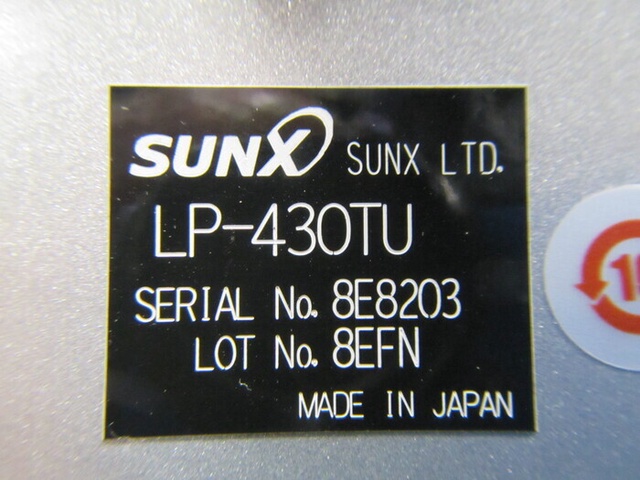 SUNX SUNX LTD.
LP-430TU
SERIAL No. 8E8203
LOT No. 8EFN
MADE IN JAPAN